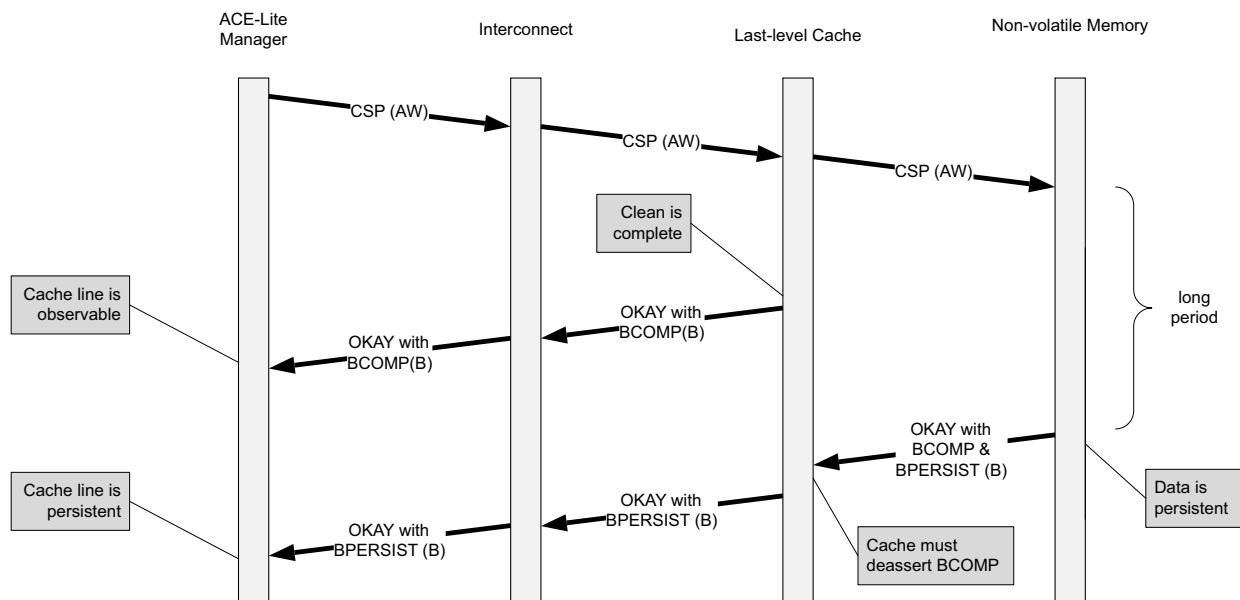 ACE-Lite
Manager
Interconnect
Last-level Cache
Non-volatile Memory
CSP (AW)
CSP (AW)
CSP (AW)
Clean is
complete
Cache line is
observable
OKAY with
BCOMP(B)
OKAY with
BCOMP(B)
long
period
OKAY with
BCOMP &
BPERSIST (B)
Cache line is
persistent
OKAY with
BPERSIST (B)
OKAY with
BPERSIST (B)
Data is
persistent
Cache must
deassert BCOMP